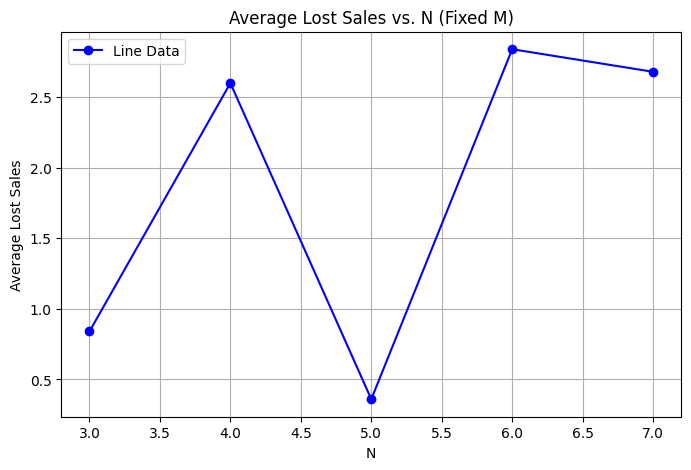 Average Lost Sales vs. N (Fixed M)
Line Data
Average Lost Sales
2.5
2.0
1.5
1.0
0.5
3.0 3.5 4.0 4.5 5.0 5.5 6.0 6.5 7.0
N